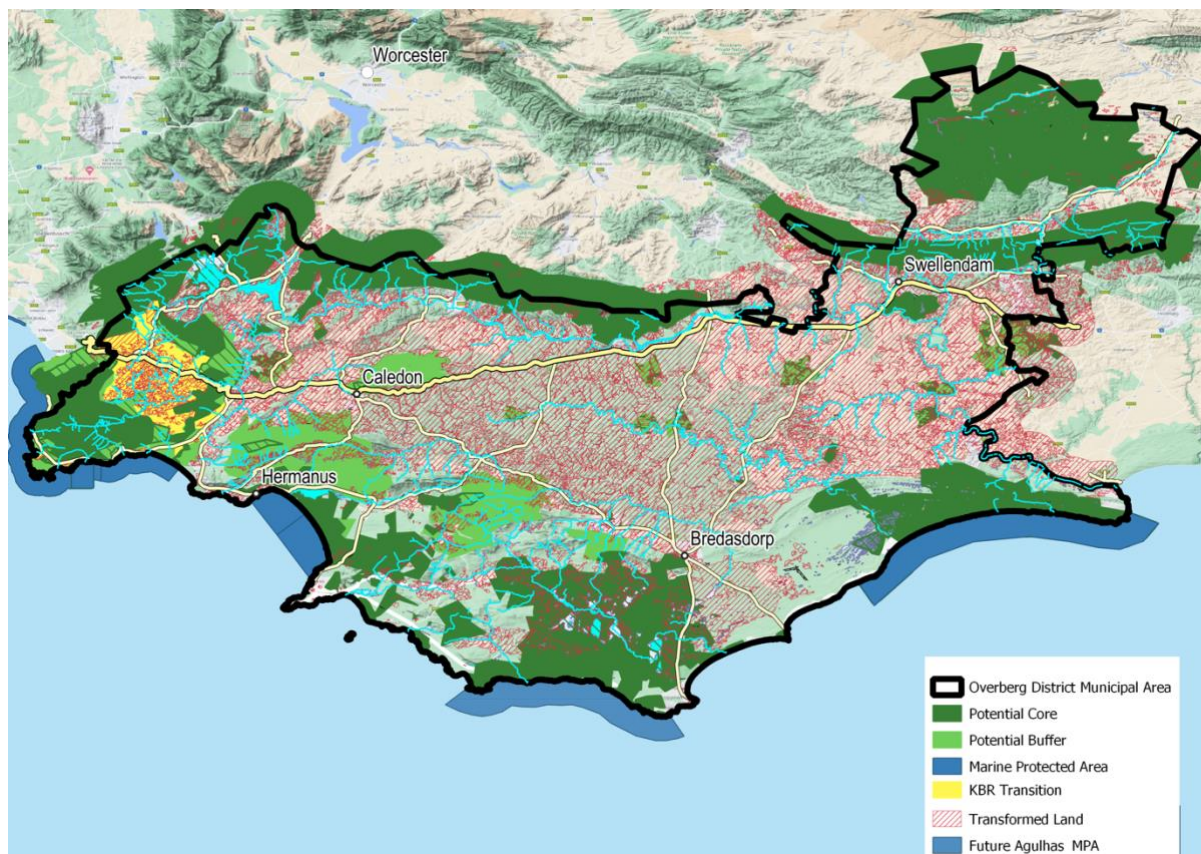 Worcester
Swellendam
Caledon
Hermanus
Bredasdorp
Overberg District Municipal Area
Potential Core
Potential Buffer
Marine Protected Area
KBR Transition
Transformed Land
Future Agulhas MPA